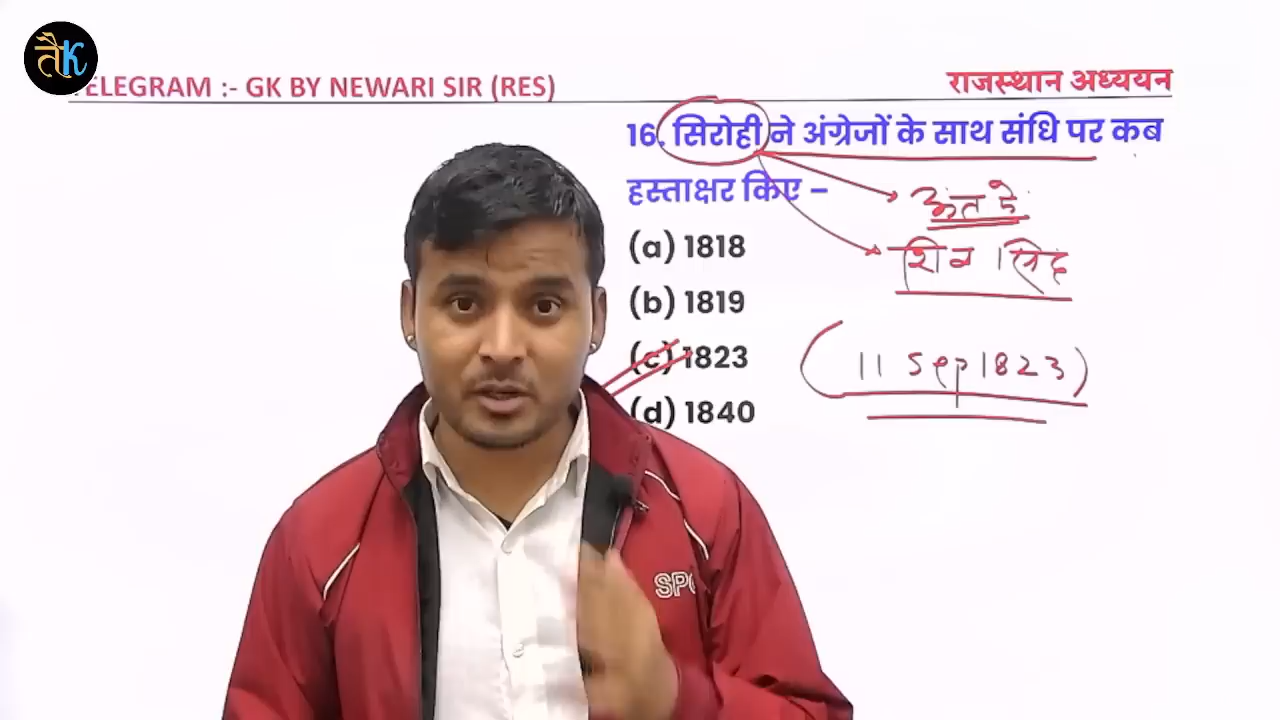 तैK
TELEGRAM :- GK BY NEWARI SIR (RES)
राजस्थान अध्ययन
16. सिरोही ने अंग्रेजों के साथ संधि पर कब
हस्ताक्षर किए –
(a) 1818
(b) 1819
(c) 1823
(d) 1840
अंत में
शिव सिंह
(11 Sep 1823)
SPO